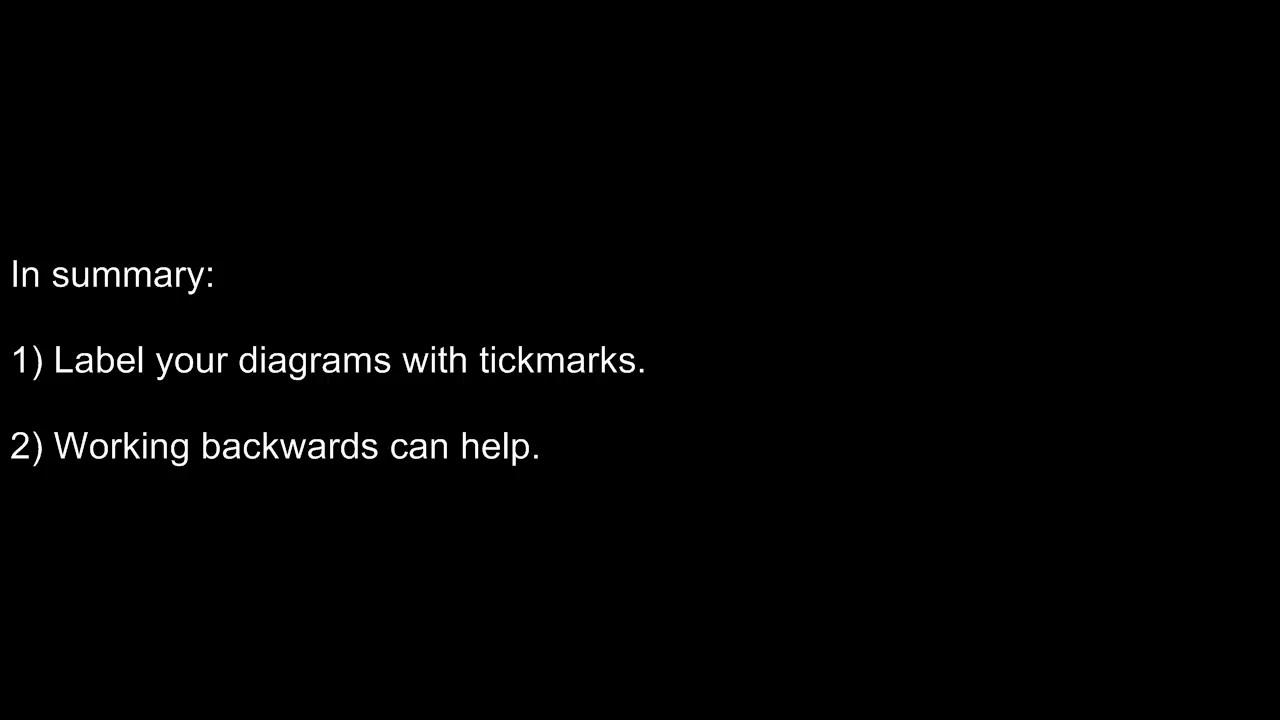 In summary:
1) Label your diagrams with tickmarks.
2) Working backwards can help.